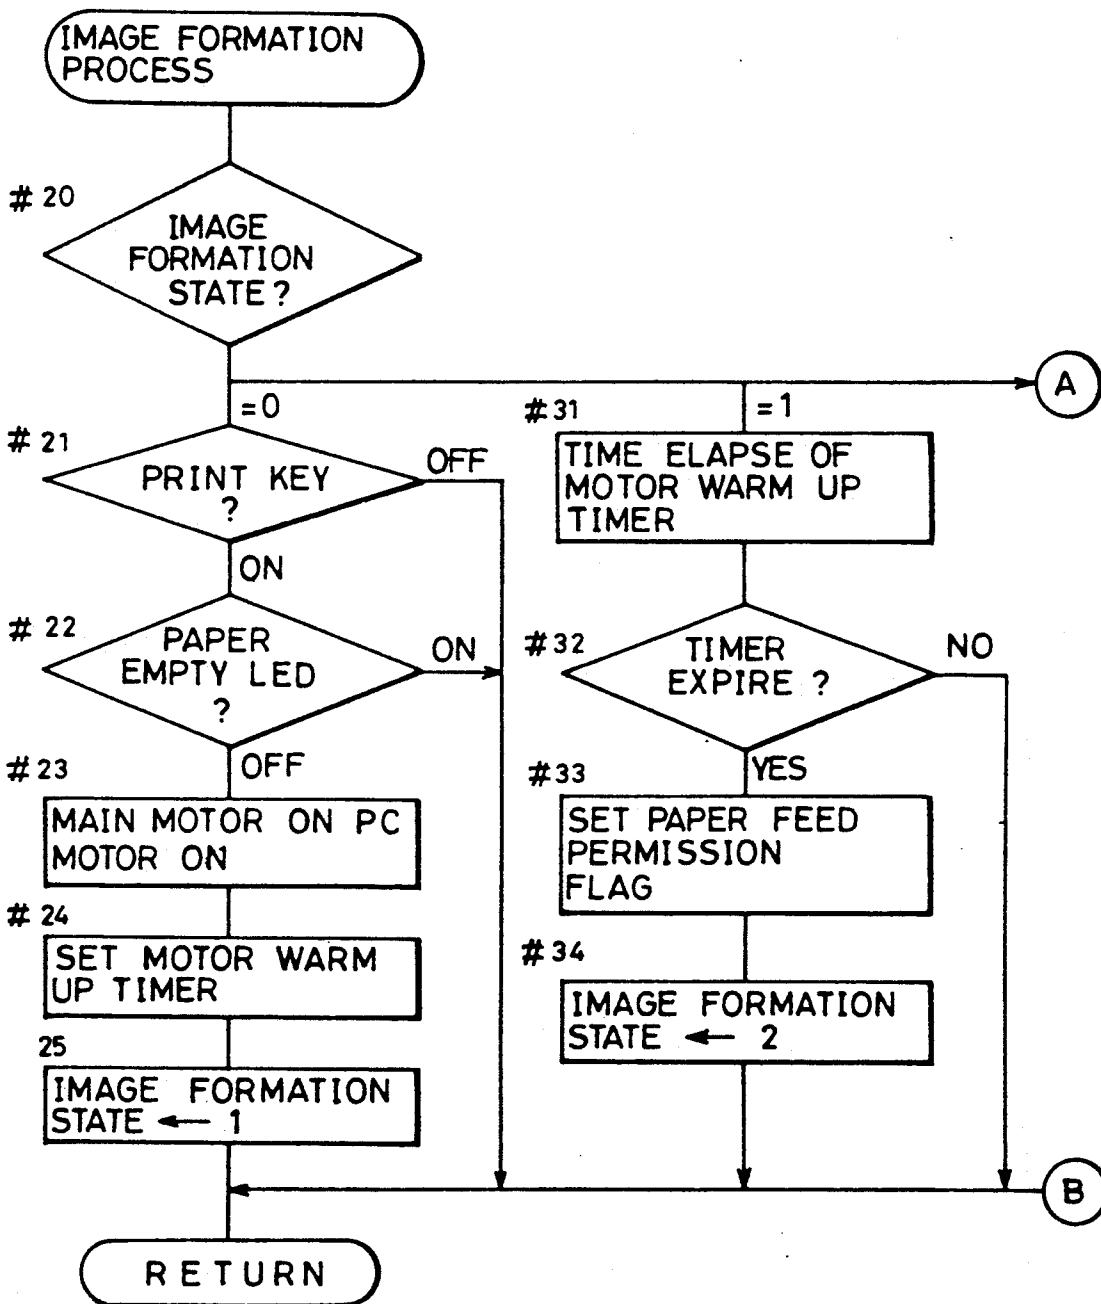 IMAGE FORMATION
PROCESS
# 20
IMAGE
FORMATION
STATE ?
A
=0
# 21
PRINT KEY
?
OFF
ON
# 22
PAPER
EMPTY LED
?
ON
OFF
# 23
MAIN MOTOR ON PC
MOTOR ON
# 24
SET MOTOR WARM
UP TIMER
25
IMAGE FORMATION
STATE ← 1
# 31
=1
TIME ELAPSE OF
MOTOR WARM UP
TIMER
# 32
TIMER
EXPIRE ?
NO
YES
# 33
SET PAPER FEED
PERMISSION
FLAG
# 34
IMAGE FORMATION
STATE ← 2
B
RETURN